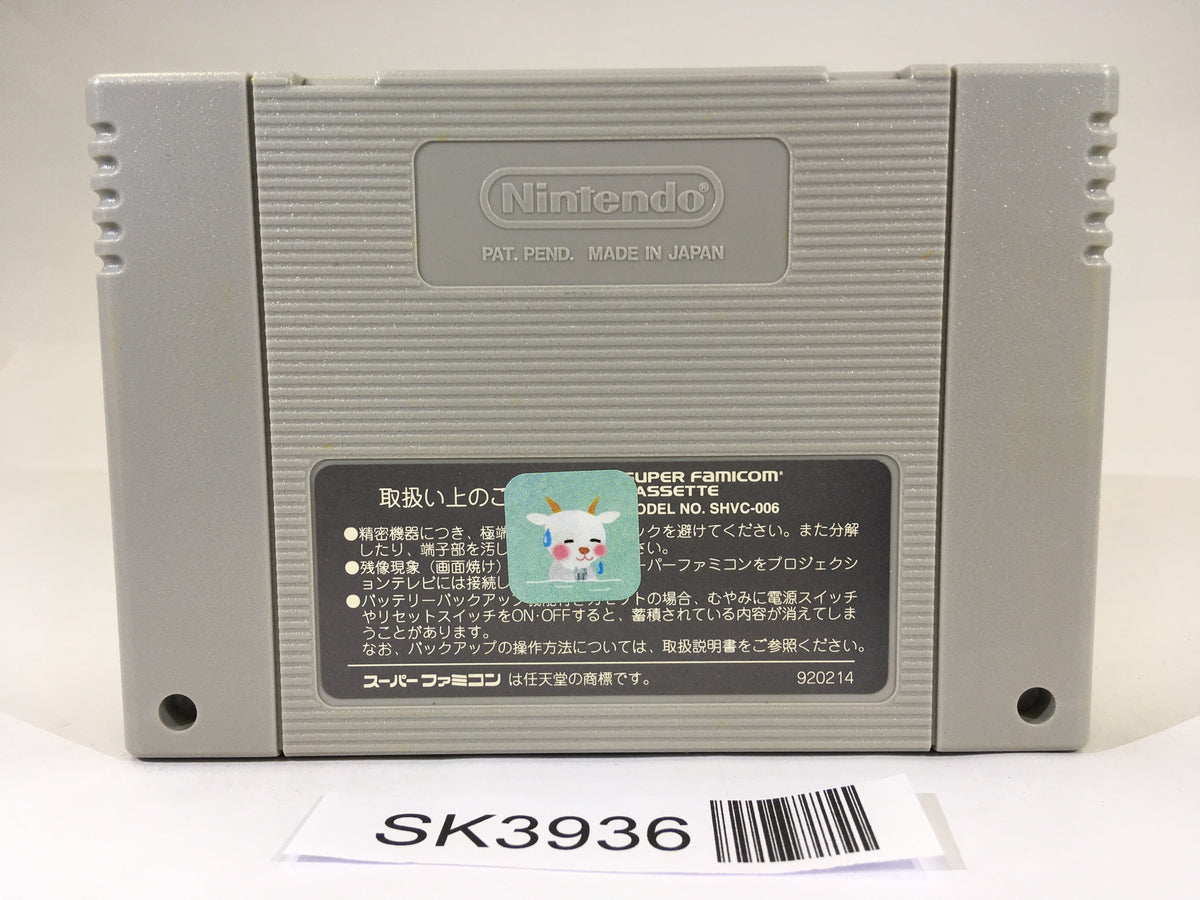 Nintendo®
PAT. PEND. MADE IN JAPAN
取扱い上のご
SUPER FAMICOM
CASSETTE
MODEL NO. SHVC-006
●精密機器につき、極端 ックを避けてください。また分解
したり、端子部を汚し さい。
●残像現象（画面焼け） ーパーファミコンをプロジェクシ
ョンテレビには接続し
●バッテリーバックアップ の場合、むやみに電源スイッチ
やリセットスイッチをON・OFFすると、蓄積されている内容が消えてしま
うことがあります。
なお、バックアップの操作方法については、取扱説明書をご参照ください。
スーパーファミコン は任天堂の商標です。 920214
SK3936